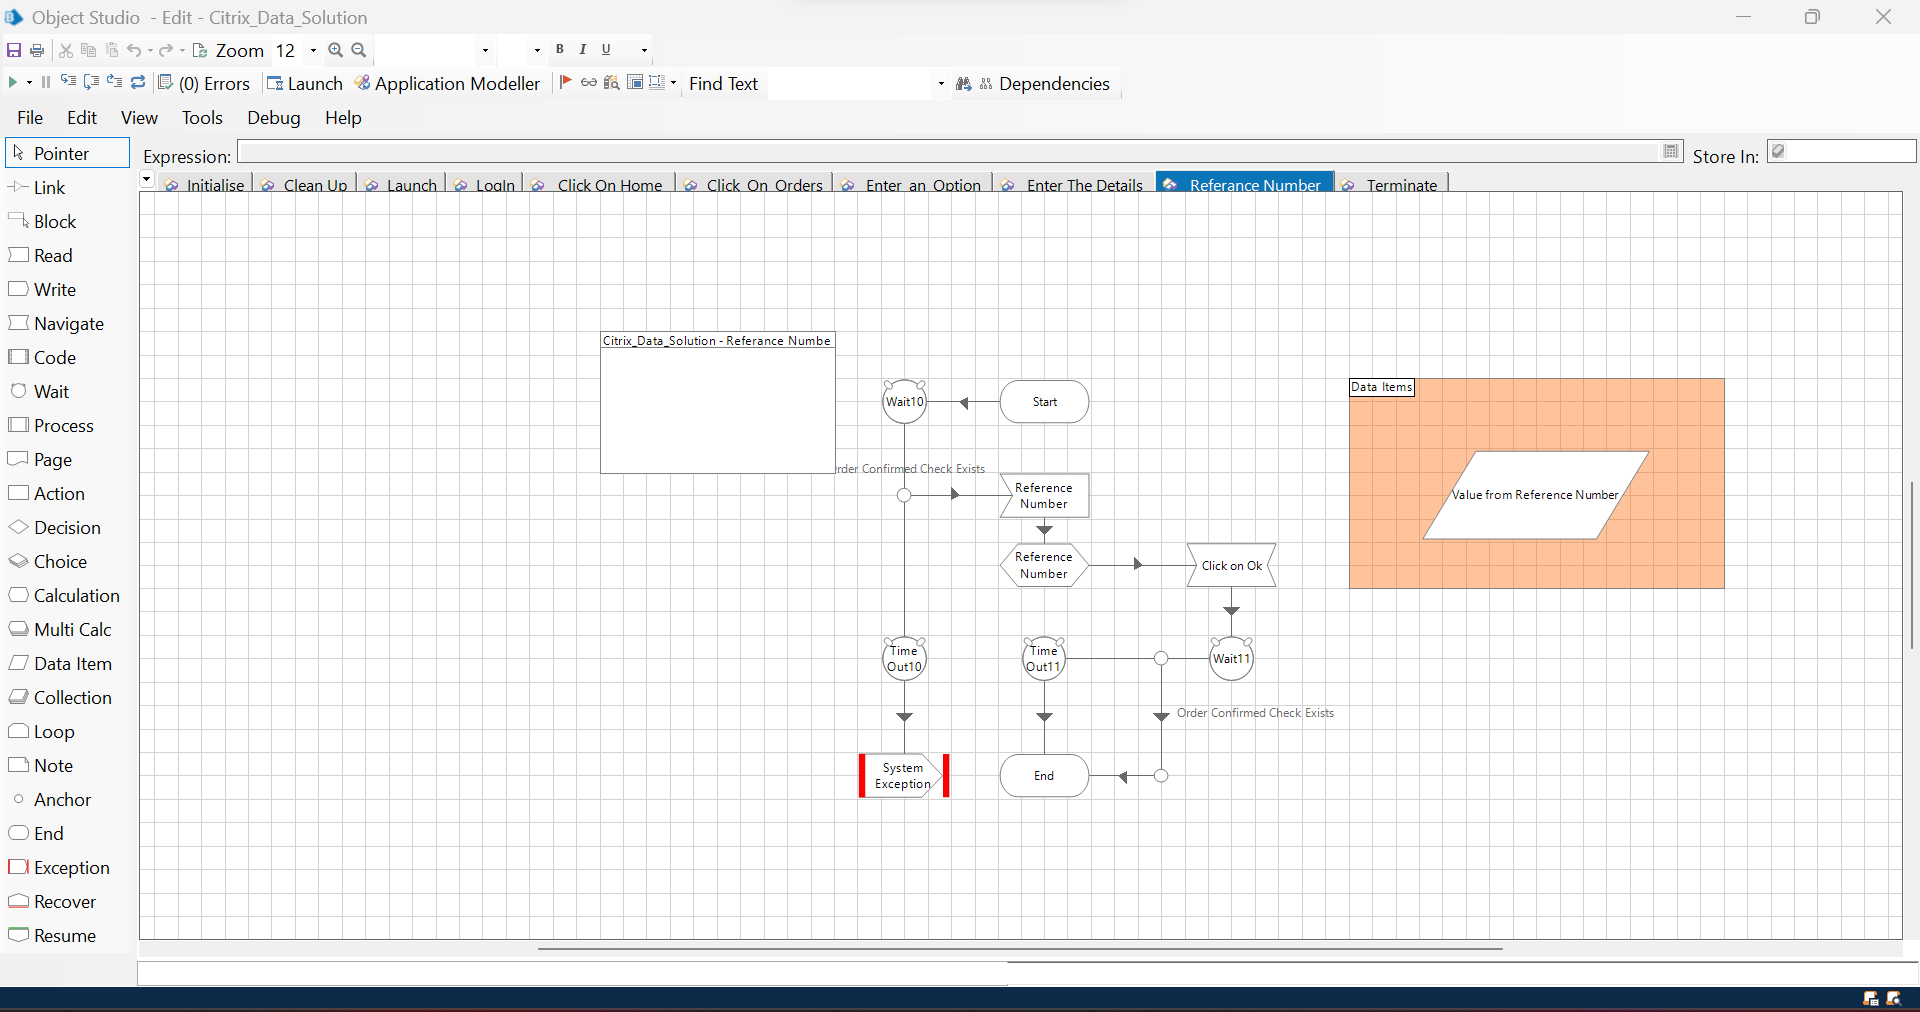 Object Studio - Edit - Citrix_Data_Solution
Zoom 12 B I U
(0) Errors Launch Application Modeller Find Text Dependencies
File Edit View Tools Debug Help
Pointer
Expression:
Store In:
Initialise Clean Up Launch LogIn Click On Home Click On Orders Enter an Option Enter The Details Referance Number Terminate
Link
Block
Read
Write
Navigate
Code
Wait
Process
Page
Action
Decision
Choice
Calculation
Multi Calc
Data Item
Collection
Loop
Note
Anchor
End
Exception
Recover
Resume
Citrix_Data_Solution - Referance Numbe
Wait10
Start
rder Confirmed Check Exists
Reference
Number
Reference
Number
Click on Ok
Time
Out10
Time
Out11
Wait11
Order Confirmed Check Exists
System
Exception
End
Data Items
Value from Reference Number